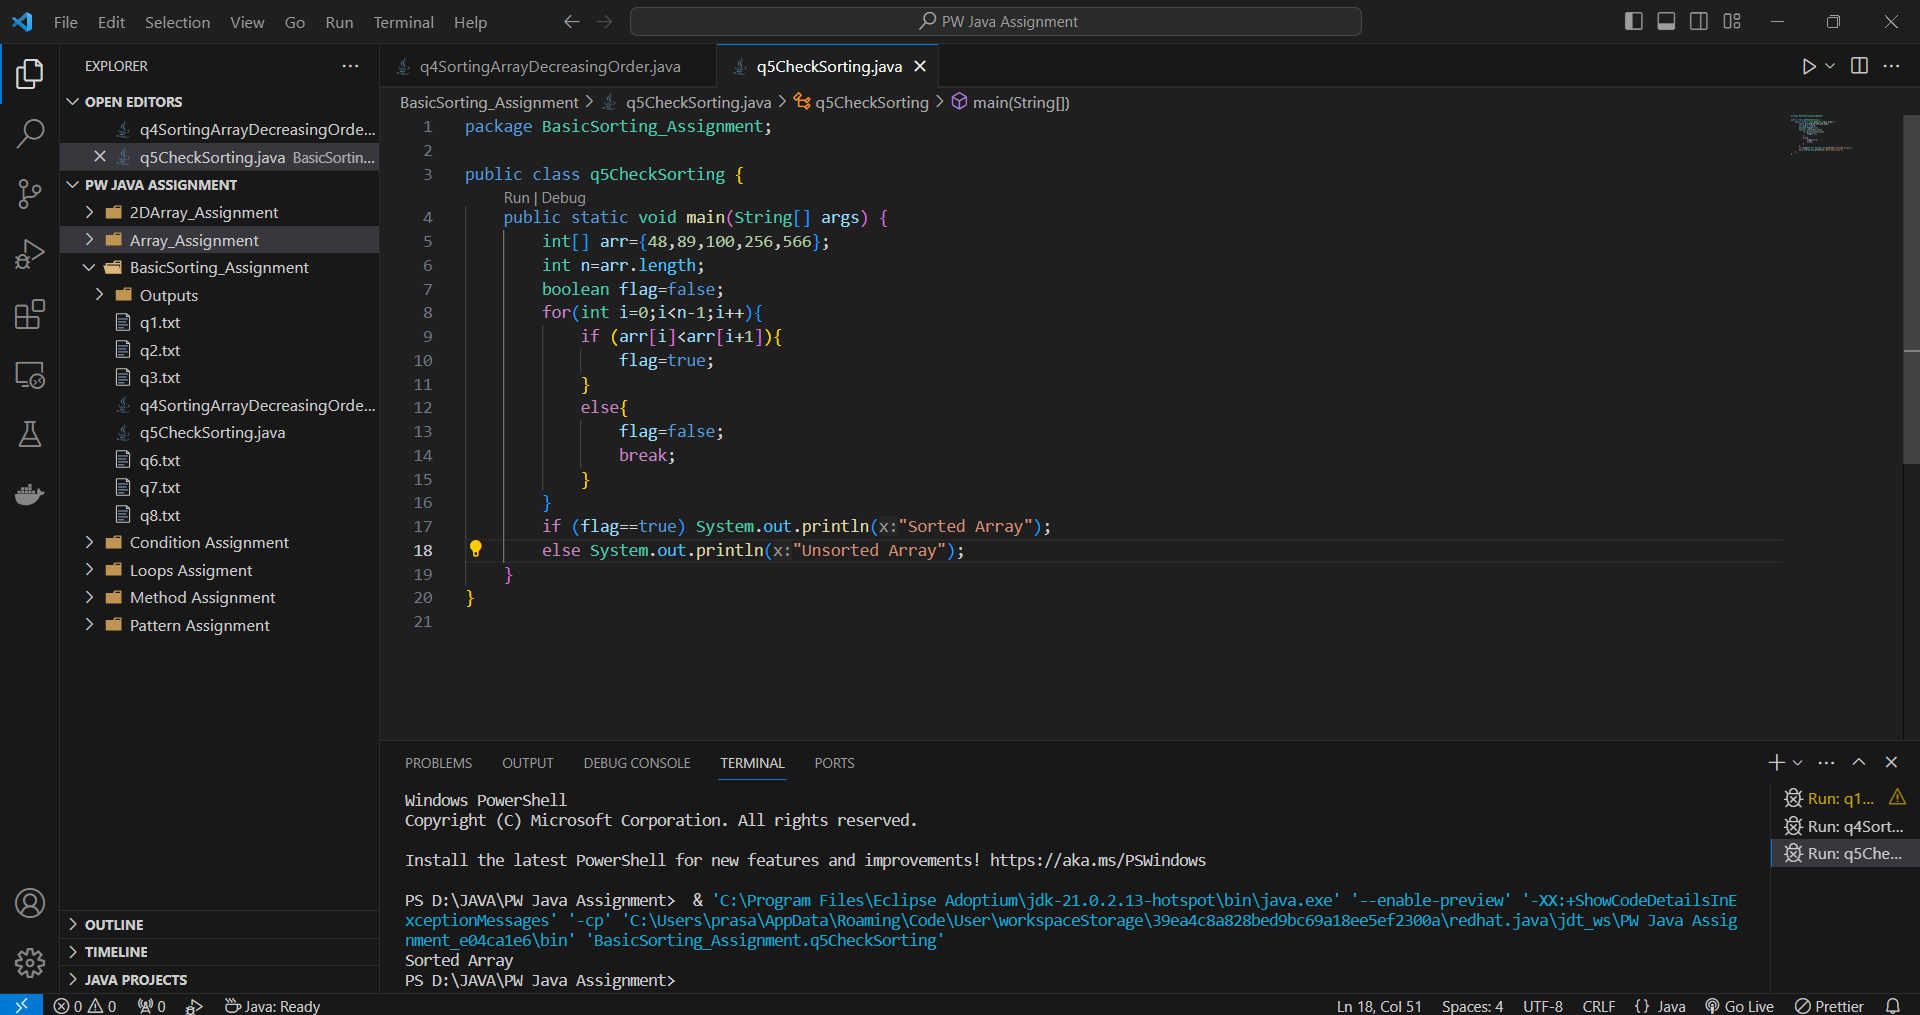 File Edit Selection View Go Run Terminal Help
PW Java Assignment
EXPLORER
OPEN EDITORS
q4SortingArrayDecreasingOrde...
q5CheckSorting.java BasicSortin...
PW JAVA ASSIGNMENT
2DArray_Assignment
Array_Assignment
BasicSorting_Assignment
Outputs
q1.txt
q2.txt
q3.txt
q4SortingArrayDecreasingOrde...
q5CheckSorting.java
q6.txt
q7.txt
q8.txt
Condition Assignment
Loops Assigment
Method Assignment
Pattern Assignment
OUTLINE
TIMELINE
JAVA PROJECTS
q4SortingArrayDecreasingOrder.java q5CheckSorting.java
BasicSorting_Assignment > q5CheckSorting.java > q5CheckSorting > main(String[])
1 package BasicSorting_Assignment;
2
3 public class q5CheckSorting {
Run | Debug
4 public static void main(String[] args) {
5 int[] arr={48,89,100,256,566};
6 int n=arr.length;
7 boolean flag=false;
8 for(int i=0;i<n-1;i++){
9 if (arr[i]<arr[i+1]){
10 flag=true;
11 }
12 else{
13 flag=false;
14 break;
15 }
16 }
17 if (flag==true) System.out.println(x:"Sorted Array");
18 else System.out.println(x:"Unsorted Array");
19 }
20 }
21
PROBLEMS OUTPUT DEBUG CONSOLE TERMINAL PORTS
Windows PowerShell
Copyright (C) Microsoft Corporation. All rights reserved.
Install the latest PowerShell for new features and improvements! https://aka.ms/PSWindows
PS D:\JAVA\PW Java Assignment>  & 'C:\Program Files\Eclipse Adoptium\jdk-21.0.2.13-hotspot\bin\java.exe' '--enable-preview' '-XX:+ShowCodeDetailsInE
xceptionMessages' '-cp' 'C:\Users\prasa\AppData\Roaming\Code\User\workspaceStorage\39ea4c8a828bed9bc69a18ee5ef2300a\redhat.java\jdt_ws\PW Java Assig
nment_e04ca1e6\bin' 'BasicSorting_Assignment.q5CheckSorting'
Sorted Array
PS D:\JAVA\PW Java Assignment>
Run: q1...
Run: q4Sort...
Run: q5Che...
0 0 0 Java: Ready
Ln 18, Col 51 Spaces: 4 UTF-8 CRLF {} Java Go Live Prettier